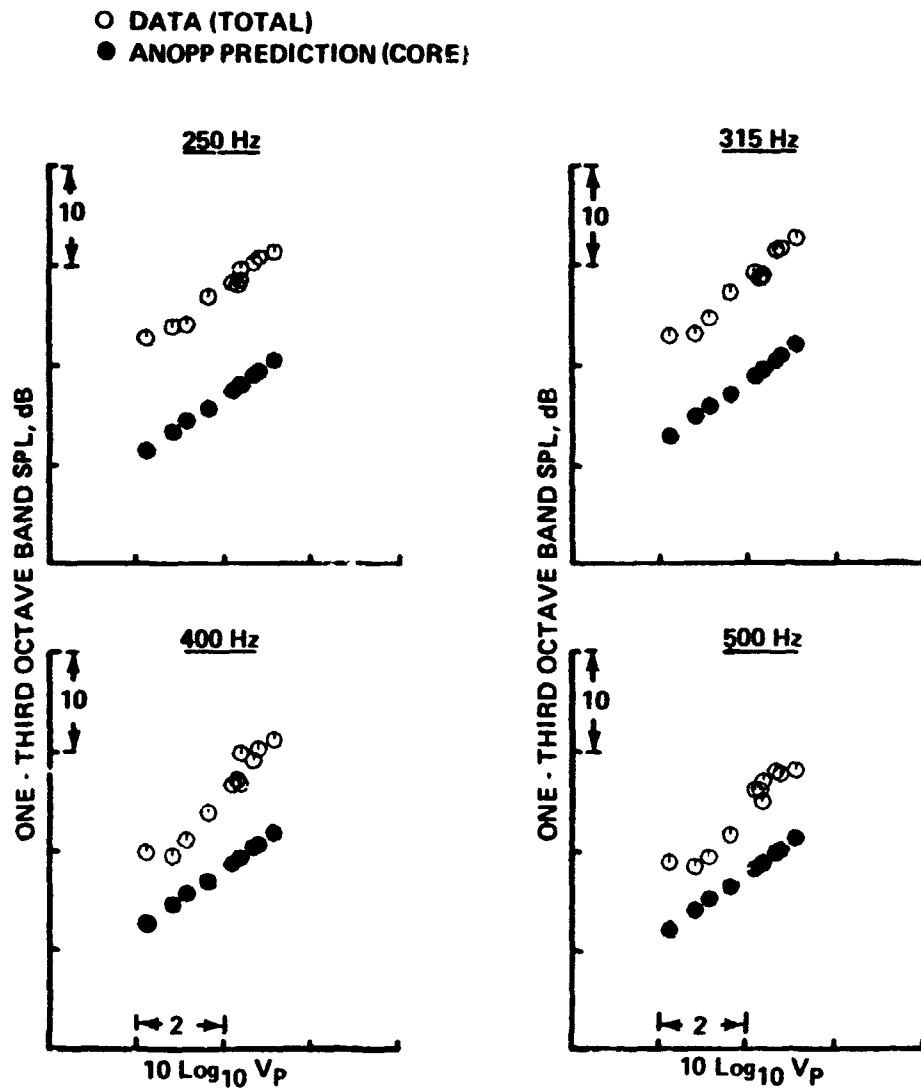 DATA (TOTAL)
ANOPP PREDICTION (CORE)
250 Hz
315 Hz
10
10
ONE - THIRD OCTAVE BAND SPL, dB
ONE - THIRD OCTAVE BAND SPL, dB
400 Hz
500 Hz
10
10
2
2
10 Log10 VP
10 Log10 VP